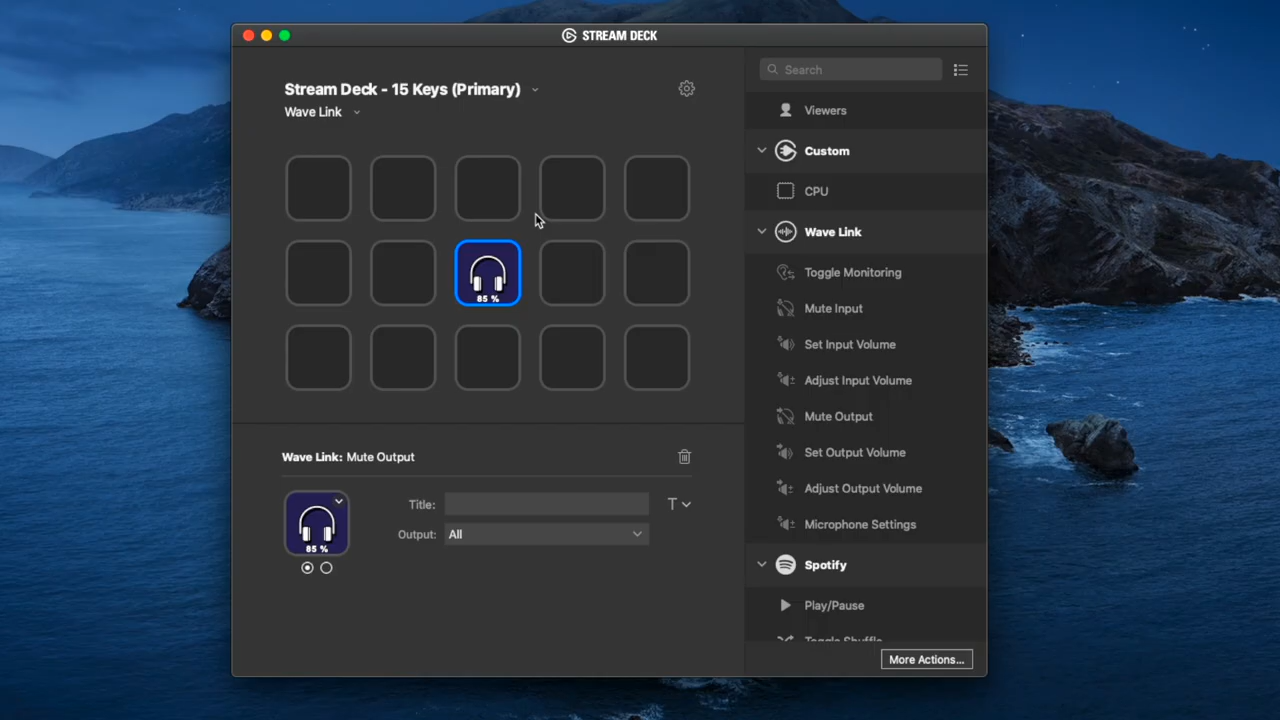 STREAM DECK
Stream Deck - 15 Keys (Primary)
Wave Link
85 %
Wave Link: Mute Output
85 %
Title:
T
Output: All
Search
Viewers
Custom
CPU
Wave Link
Toggle Monitoring
Mute Input
Set Input Volume
Adjust Input Volume
Mute Output
Set Output Volume
Adjust Output Volume
Microphone Settings
Spotify
Play/Pause
Toggle Shuffle
More Actions...